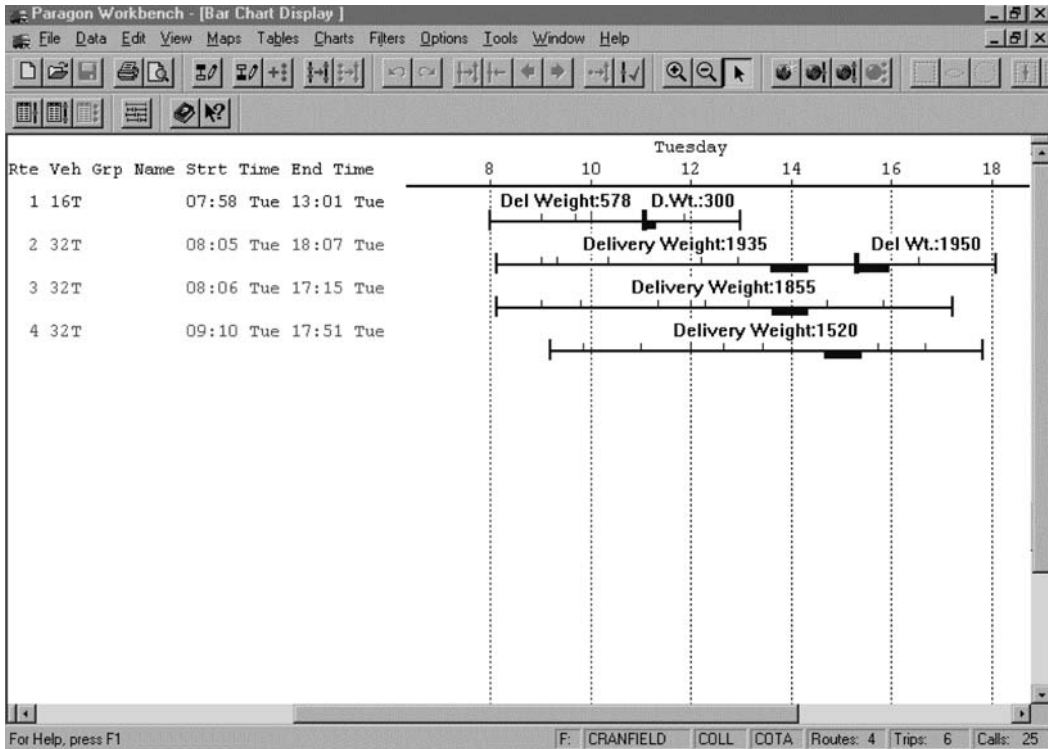 Paragon Workbench - [Bar Chart Display ]
File Data Edit View Maps Tables Charts Filters Options Tools Window Help
Tuesday
Rte Veh Grp Name Strt Time End Time 8 10 12 14 16 18
1 16T 07:58 Tue 13:01 Tue Del Weight:578 D.Wt.:300
2 32T 08:05 Tue 18:07 Tue Delivery Weight:1935 Del Wt.:1950
3 32T 08:06 Tue 17:15 Tue Delivery Weight:1855
4 32T 09:10 Tue 17:51 Tue Delivery Weight:1520
For Help, press F1 F: CRANFIELD COLL COTA Routes: 4 Trips: 6 Calls: 25